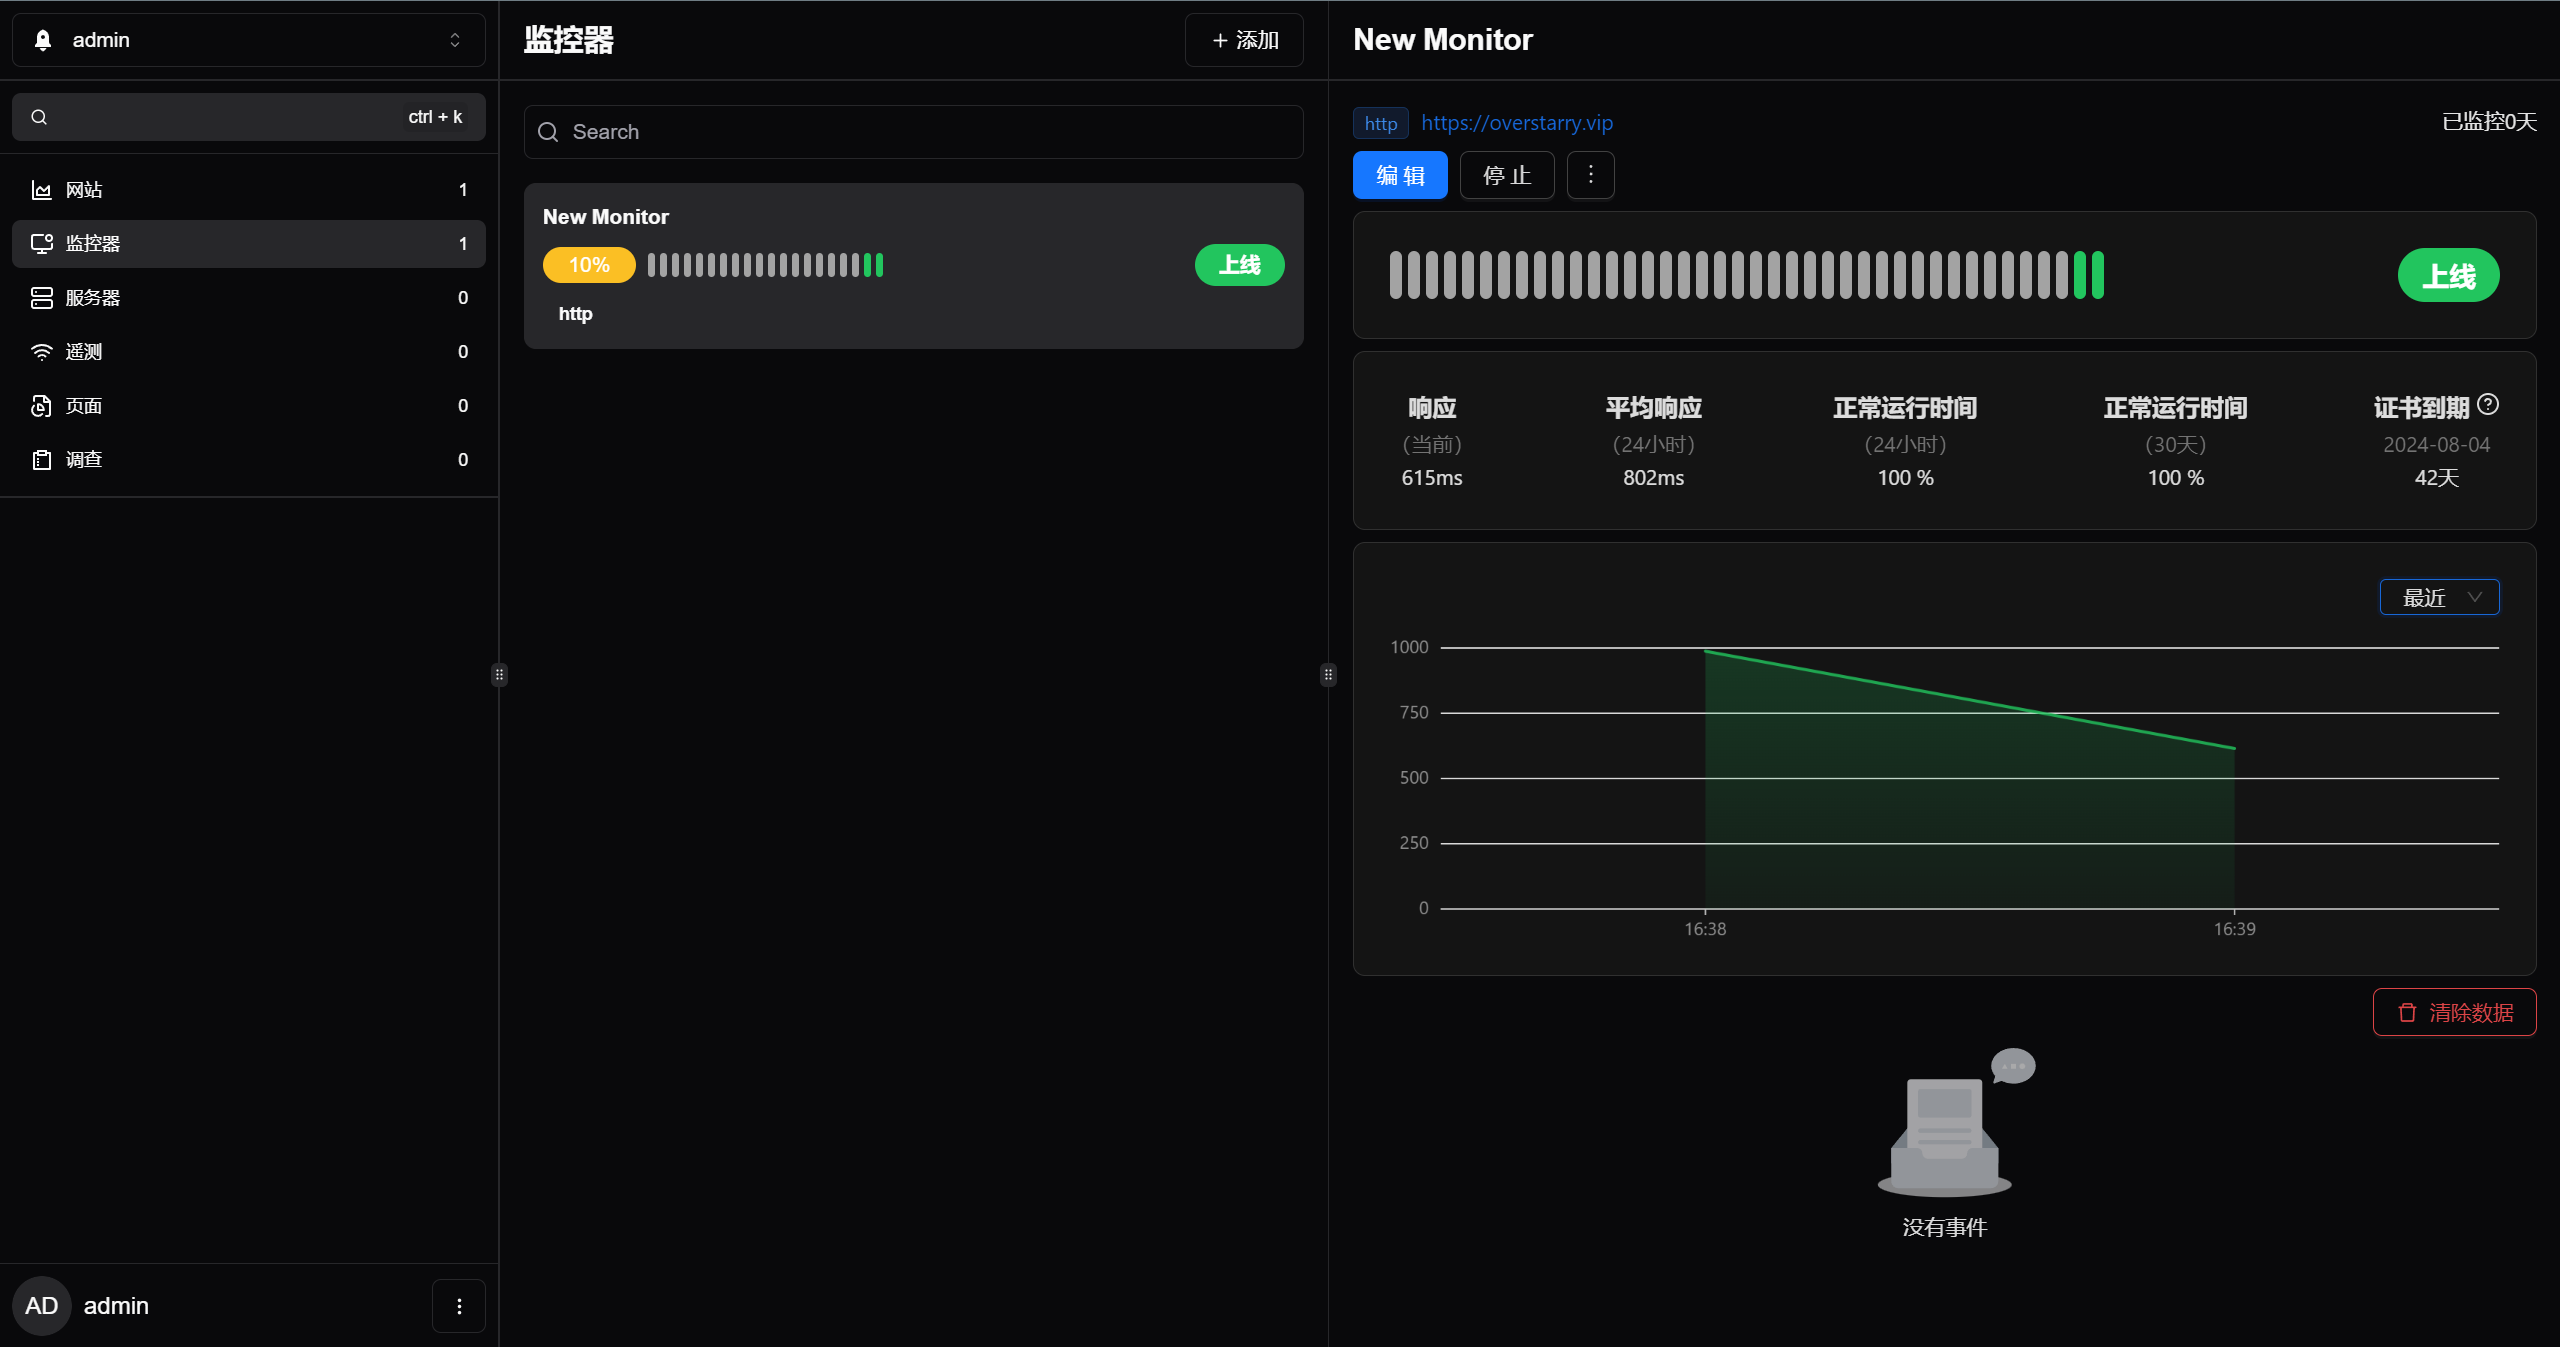 admin
ctrl + k
网站 1
监控器 1
服务器 0
遥测 0
页面 0
调查 0
AD admin
监控器
添加
Search
New Monitor
10%
上线
http
New Monitor
http https://overstarry.vip
已监控0天
编 辑
停 止
上线
响应
(当前)
615ms
平均响应
(24小时)
802ms
正常运行时间
(24小时)
100 %
正常运行时间
(30天)
100 %
证书到期
2024-08-04
42天
最近
1000
750
500
250
0
16:38
16:39
清除数据
没有事件